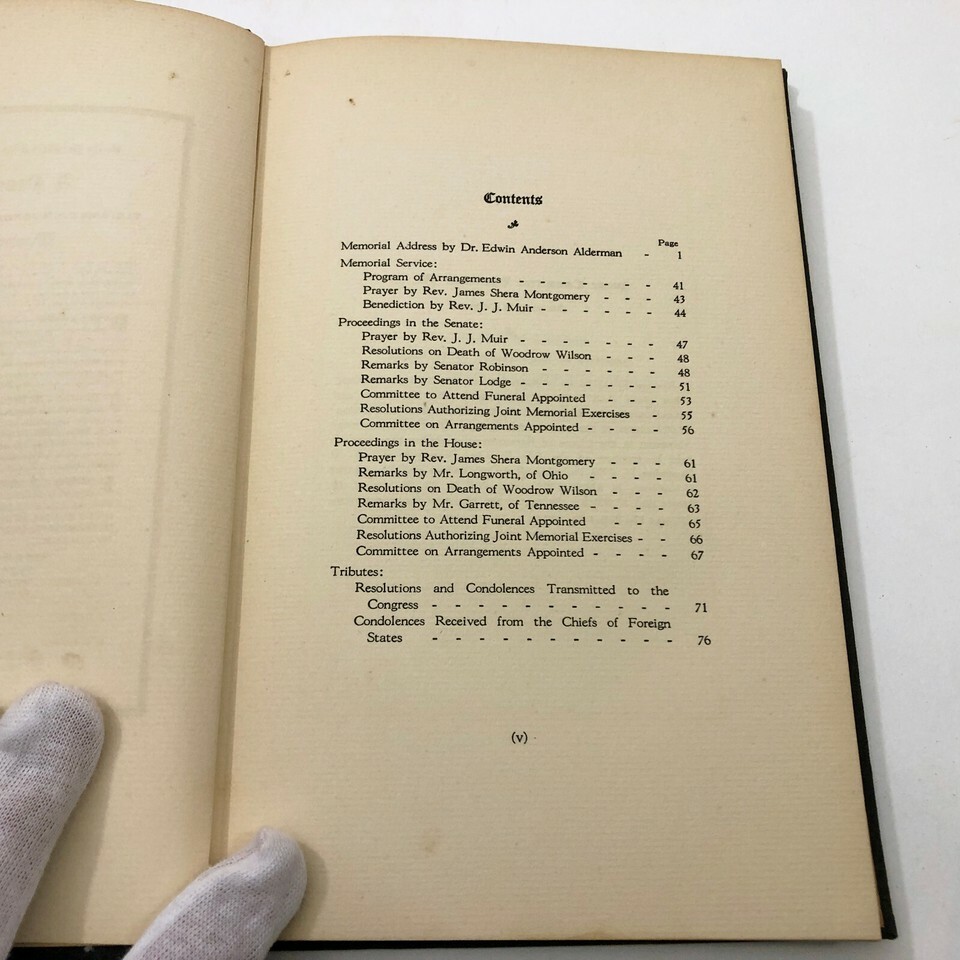 Contents
Page
Memorial Address by Dr. Edwin Anderson Alderman - 1
Memorial Service:
Program of Arrangements - - - - - - - 41
Prayer by Rev. James Shera Montgomery - - - 43
Benediction by Rev. J. J. Muir - - - - - - 44
Proceedings in the Senate:
Prayer by Rev. J. J. Muir - - - - - - - 47
Resolutions on Death of Woodrow Wilson - - - 48
Remarks by Senator Robinson - - - - - - 48
Remarks by Senator Lodge - - - - - - - 51
Committee to Attend Funeral Appointed - - - 53
Resolutions Authorizing Joint Memorial Exercises - 55
Committee on Arrangements Appointed - - - - 56
Proceedings in the House:
Prayer by Rev. James Shera Montgomery - - - 61
Remarks by Mr. Longworth, of Ohio - - - - 61
Resolutions on Death of Woodrow Wilson - - - 62
Remarks by Mr. Garrett, of Tennessee - - - - 63
Committee to Attend Funeral Appointed - - - 65
Resolutions Authorizing Joint Memorial Exercises - - 66
Committee on Arrangements Appointed - - - - 67
Tributes:
Resolutions and Condolences Transmitted to the
Congress - - - - - - - - - - - 71
Condolences Received from the Chiefs of Foreign
States - - - - - - - - - - - 76
(v)